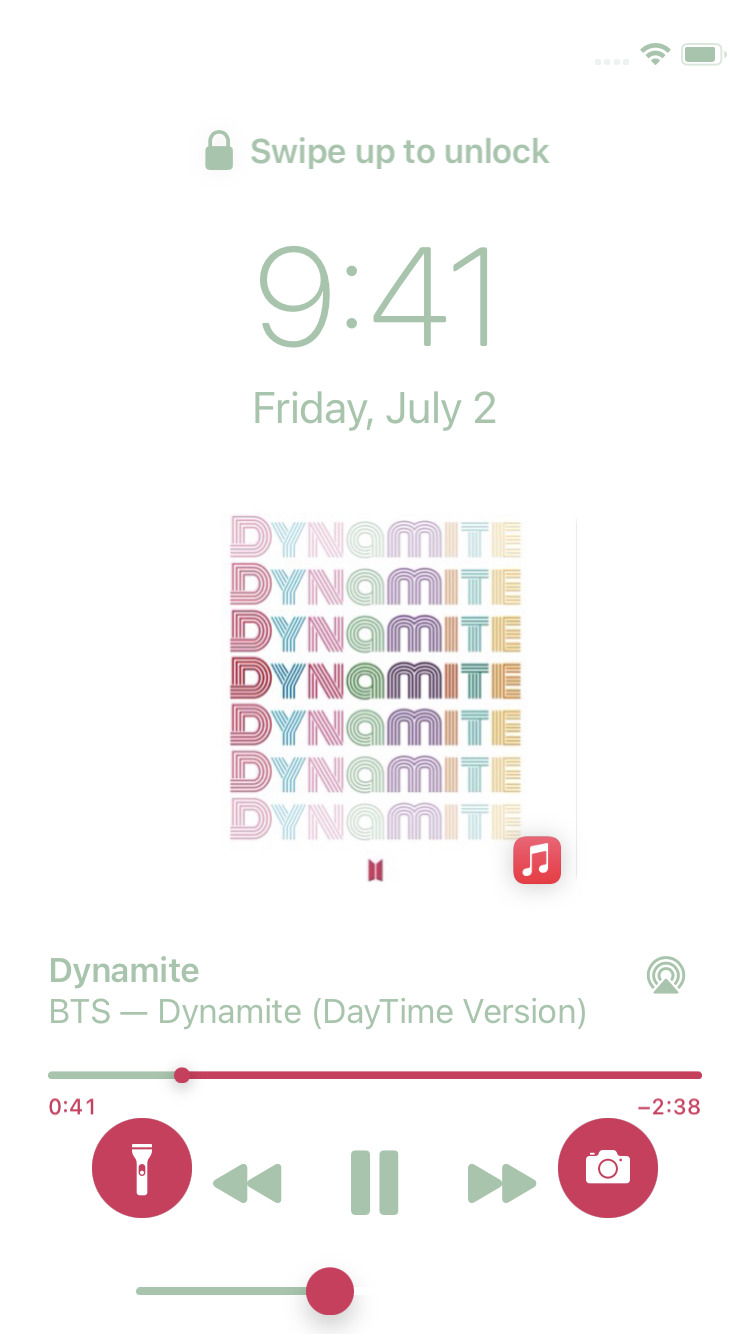 Swipe up to unlock
9:41
Friday, July 2
DYNAMITE
DYNAMITE
DYNAMITE
DYNAMITE
DYNAMITE
DYNAMITE
DYNAMITE
Dynamite
BTS — Dynamite (DayTime Version)
0:41
–2:38